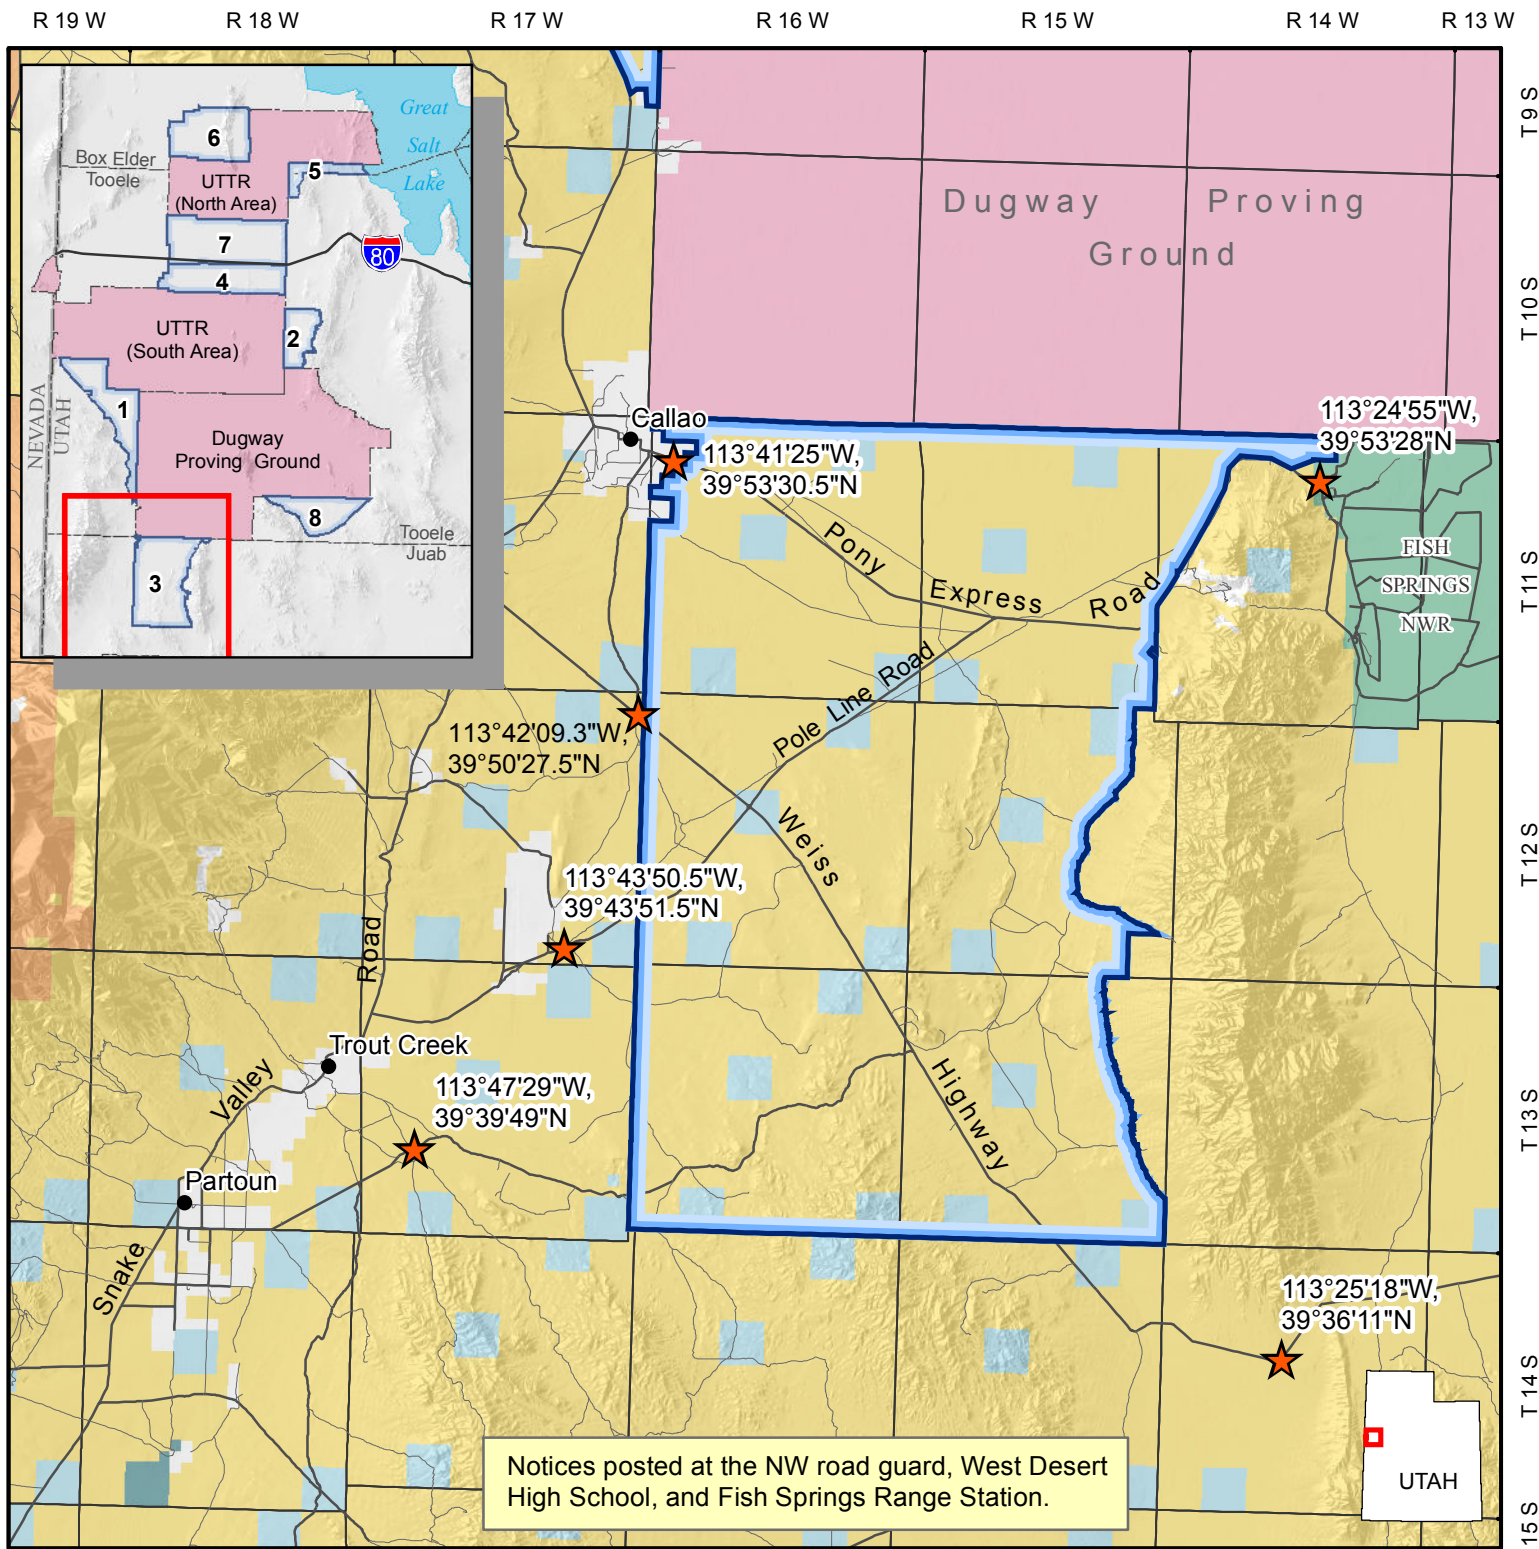 R 19 W
R 18 W
R 17 W
R 16 W
R 15 W
R 14 W
R 13 W
T 9 S
T 10 S
T 11 S
T 12 S
T 13 S
T 14 S
15 S
Great
Salt
Lake
Box Elder
Tooele
UTTR
(North Area)
6
5
7
4
80
UTTR
(South Area)
2
NEVADA
UTAH
1
Dugway
Proving Ground
8
Tooele
Juab
3
Dugway Proving
Ground
Callao
113°41'25"W,
39°53'30.5"N
113°24'55"W,
39°53'28"N
FISH
SPRINGS
NWR
Pony Express Road
Pole Line Road
113°42'09.3"W,
39°50'27.5"N
Weiss Highway
113°43'50.5"W,
39°43'51.5"N
Trout Creek
113°47'29"W,
39°39'49"N
Partoun
Snake Valley Road
113°25'18"W,
39°36'11"N
Notices posted at the NW road guard, West Desert
High School, and Fish Springs Range Station.
UTAH